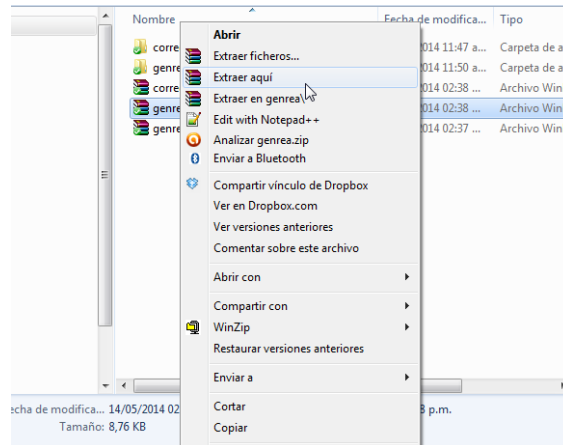 Nombre Fecha de modifica... Tipo
corre 2014 11:47 a... Carpeta de a
genre 2014 11:50 a... Carpeta de a
corre 2014 02:38 ... Archivo Win
genre 2014 02:38 ... Archivo Win
genre 2014 02:37 ... Archivo Win
Abrir
Extraer ficheros...
Extraer aquí
Extraer en genrea\
Edit with Notepad++
Analizar genrea.zip
Enviar a Bluetooth
Compartir vínculo de Dropbox
Ver en Dropbox.com
Ver versiones anteriores
Comentar sobre este archivo
Abrir con
Compartir con
WinZip
Restaurar versiones anteriores
Enviar a
Cortar
Copiar
echa de modifica... 14/05/2014 02 8 p.m.
Tamaño: 8,76 KB